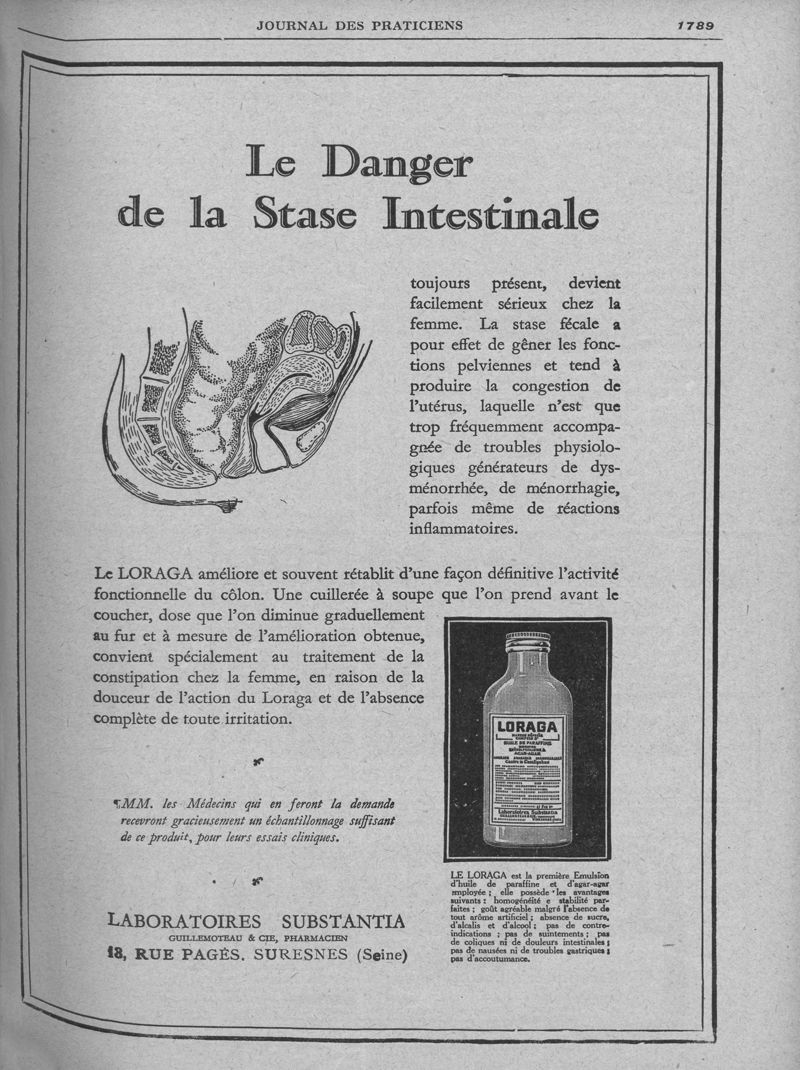 JOURNAL DES PRATICIENS
1789
Le Danger
de la Stase Intestinale
toujours présent, devient
facilement sérieux chez la
femme. La stase fécale a
pour effet de gêner les fonc-
tions pelviennes et tend à
produire la congestion de
l'utérus, laquelle n'est que
trop fréquemment accompa-
gnée de troubles physiolo-
giques générateurs de dys-
ménorrhée, de ménorrhagie,
parfois même de réactions
inflammatoires.
Le LORAGA améliore et souvent rétablit d'une façon définitive l'activité
fonctionnelle du côlon. Une cuillerée à soupe que l'on prend avant le
coucher, dose que l'on diminue graduellement
au fur et à mesure de l'amélioration obtenue,
convient spécialement au traitement de la
constipation chez la femme, en raison de la
douceur de l'action du Loraga et de l'absence
complète de toute irritation.
¶.MM. les Médecins qui en feront la demande
recevront gracieusement un échantillonnage suffisant
de ce produit, pour leurs essais cliniques.
LABORATOIRES SUBSTANTIA
GUILLEMOTEAU & CIE, PHARMACIEN
18, RUE PAGÈS. SURESNES (Seine)
LORAGA
HUILE DE PARAFFINE
AGAR-AGAR
Contre la Constipation
Laboratoires Substantia
LE LORAGA est la première Emulsion
d'huile de paraffine et d'agar-agar
employée ; elle possède les avantages
suivants : homogénéité e stabilité par-
faites ; goût agréable malgré l'absence de
tout arôme artificiel ; absence de sucre,
d'alcalis et d'alcool ; pas de contre-
indications ; pas de suintements ; pas
de coliques ni de douleurs intestinales ;
pas de nausées ni de troubles gastriques ;
pas d'accoutumance.